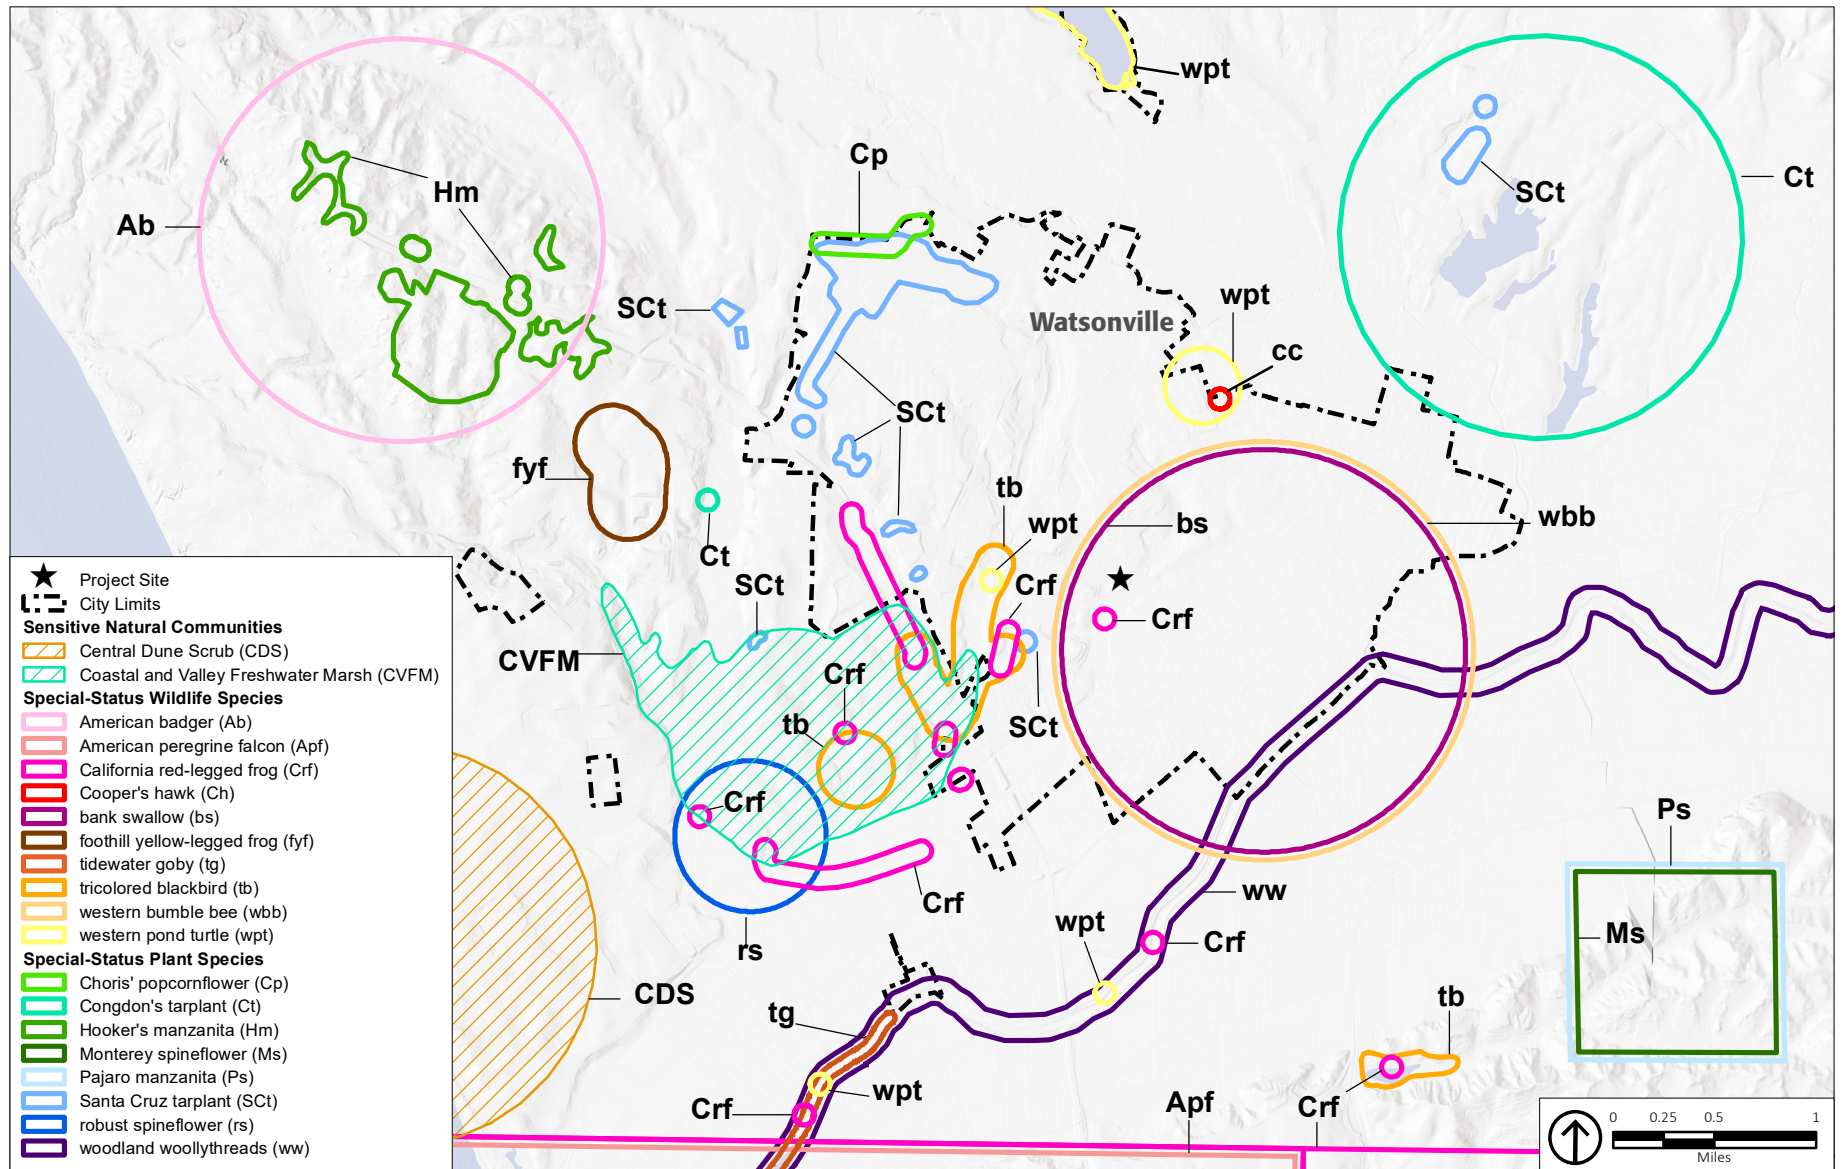 wpt
Cp
Ct
Hm
SCt
Ab
wpt
SCt
Watsonville
cc
SCt
fyf
tb
wpt
bs
wbb
Ct
SCt
Crf
Crf
CVFM
Crf
tb
SCt
Crf
Ps
ww
Crf
wpt
Ms
Crf
rs
CDS
tb
tg
wpt
Crf
Apf
Crf
Project Site
City Limits
Sensitive Natural Communities
Central Dune Scrub (CDS)
Coastal and Valley Freshwater Marsh (CVFM)
Special-Status Wildlife Species
American badger (Ab)
American peregrine falcon (Apf)
California red-legged frog (Crf)
Cooper's hawk (Ch)
bank swallow (bs)
foothill yellow-legged frog (fyf)
tidewater goby (tg)
tricolored blackbird (tb)
western bumble bee (wbb)
western pond turtle (wpt)
Special-Status Plant Species
Choris' popcornflower (Cp)
Congdon's tarplant (Ct)
Hooker's manzanita (Hm)
Monterey spineflower (Ms)
Pajaro manzanita (Ps)
Santa Cruz tarplant (SCt)
robust spineflower (rs)
woodland woollythreads (ww)
0 0.25 0.5 1
Miles